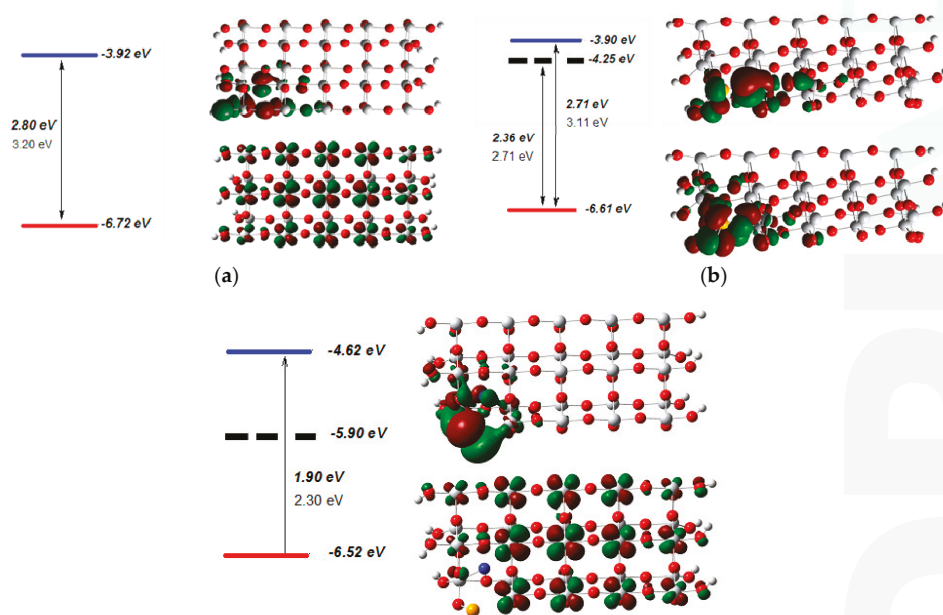 -3.92 eV
2.80 eV
3.20 eV
-6.72 eV
(a)
-3.90 eV
-4.25 eV
2.71 eV
3.11 eV
2.36 eV
2.71 eV
-6.61 eV
(b)
-4.62 eV
-5.90 eV
1.90 eV
2.30 eV
-6.52 eV